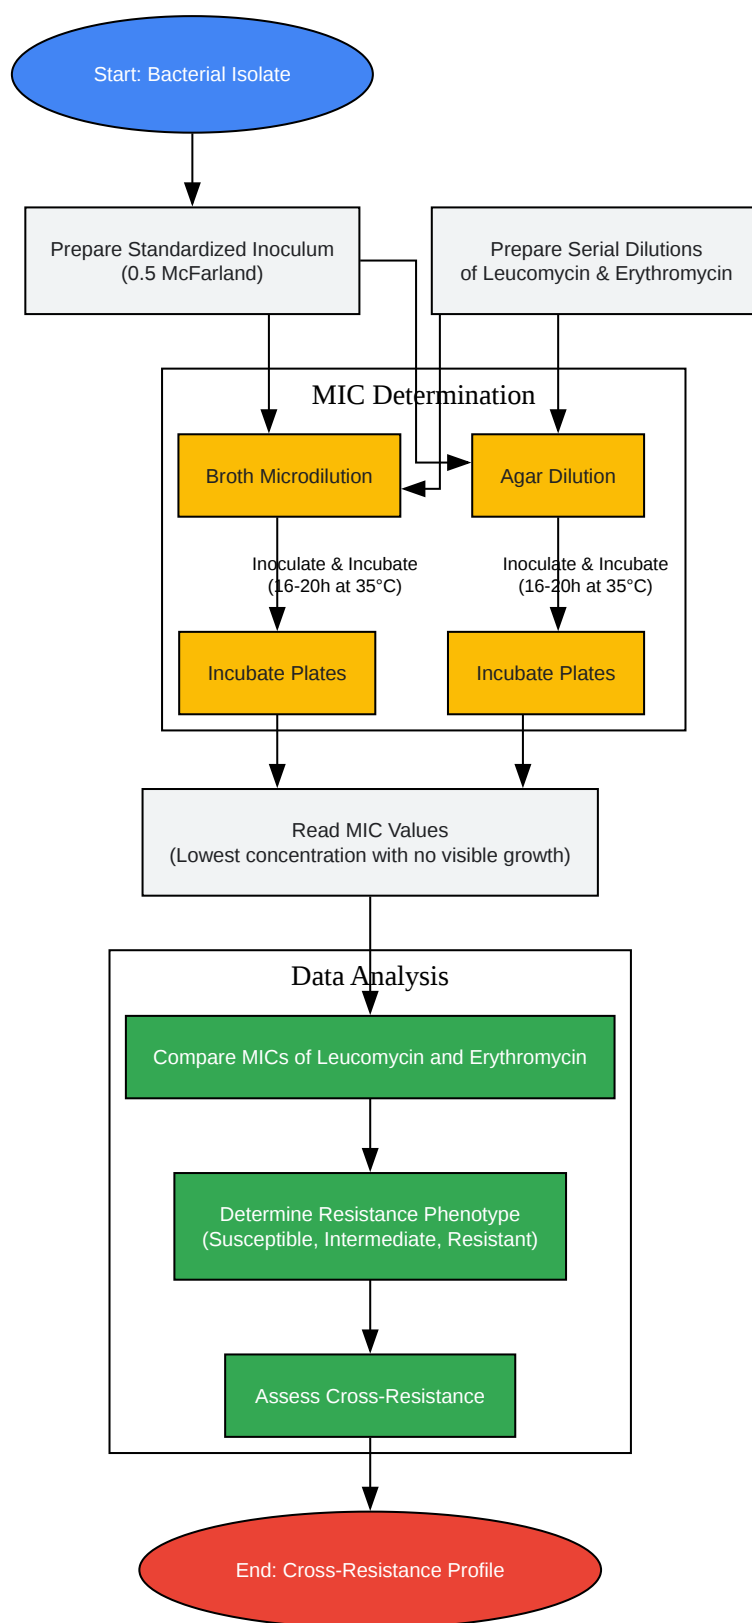 Start: Bacterial Isolate
Prepare Standardized Inoculum
(0.5 McFarland)
Prepare Serial Dilutions
of Leucomycin & Erythromycin
MIC Determination
Broth Microdilution
Agar Dilution
Inoculate & Incubate
(16-20h at 35°C)
Inoculate & Incubate
(16-20h at 35°C)
Incubate Plates
Incubate Plates
Read MIC Values
(Lowest concentration with no visible growth)
Data Analysis
Compare MICs of Leucomycin and Erythromycin
Determine Resistance Phenotype
(Susceptible, Intermediate, Resistant)
Assess Cross-Resistance
End: Cross-Resistance Profile